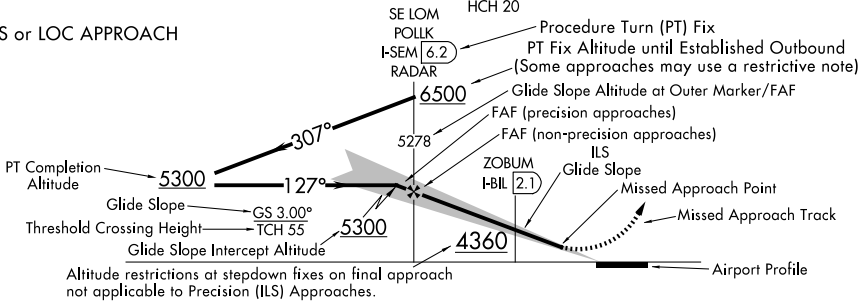 HCH 20
S or LOC APPROACH
SE LOM
POLLK
I-SEM 6.2
RADAR
Procedure Turn (PT) Fix
PT Fix Altitude until Established Outbound
(Some approaches may use a restrictive note)
6500
Glide Slope Altitude at Outer Marker/FAF
FAF (precision approaches)
307°
5278
FAF (non-precision approaches)
ILS
Glide Slope
ZOBUM
I-BIL 2.1
PT Completion
Altitude
5300
127°
Missed Approach Point
Missed Approach Track
Glide Slope
GS 3.00°
Threshold Crossing Height
TCH 55
5300
Glide Slope Intercept Altitude
4360
Altitude restrictions at stepdown fixes on final approach
not applicable to Precision (ILS) Approaches.
Airport Profile